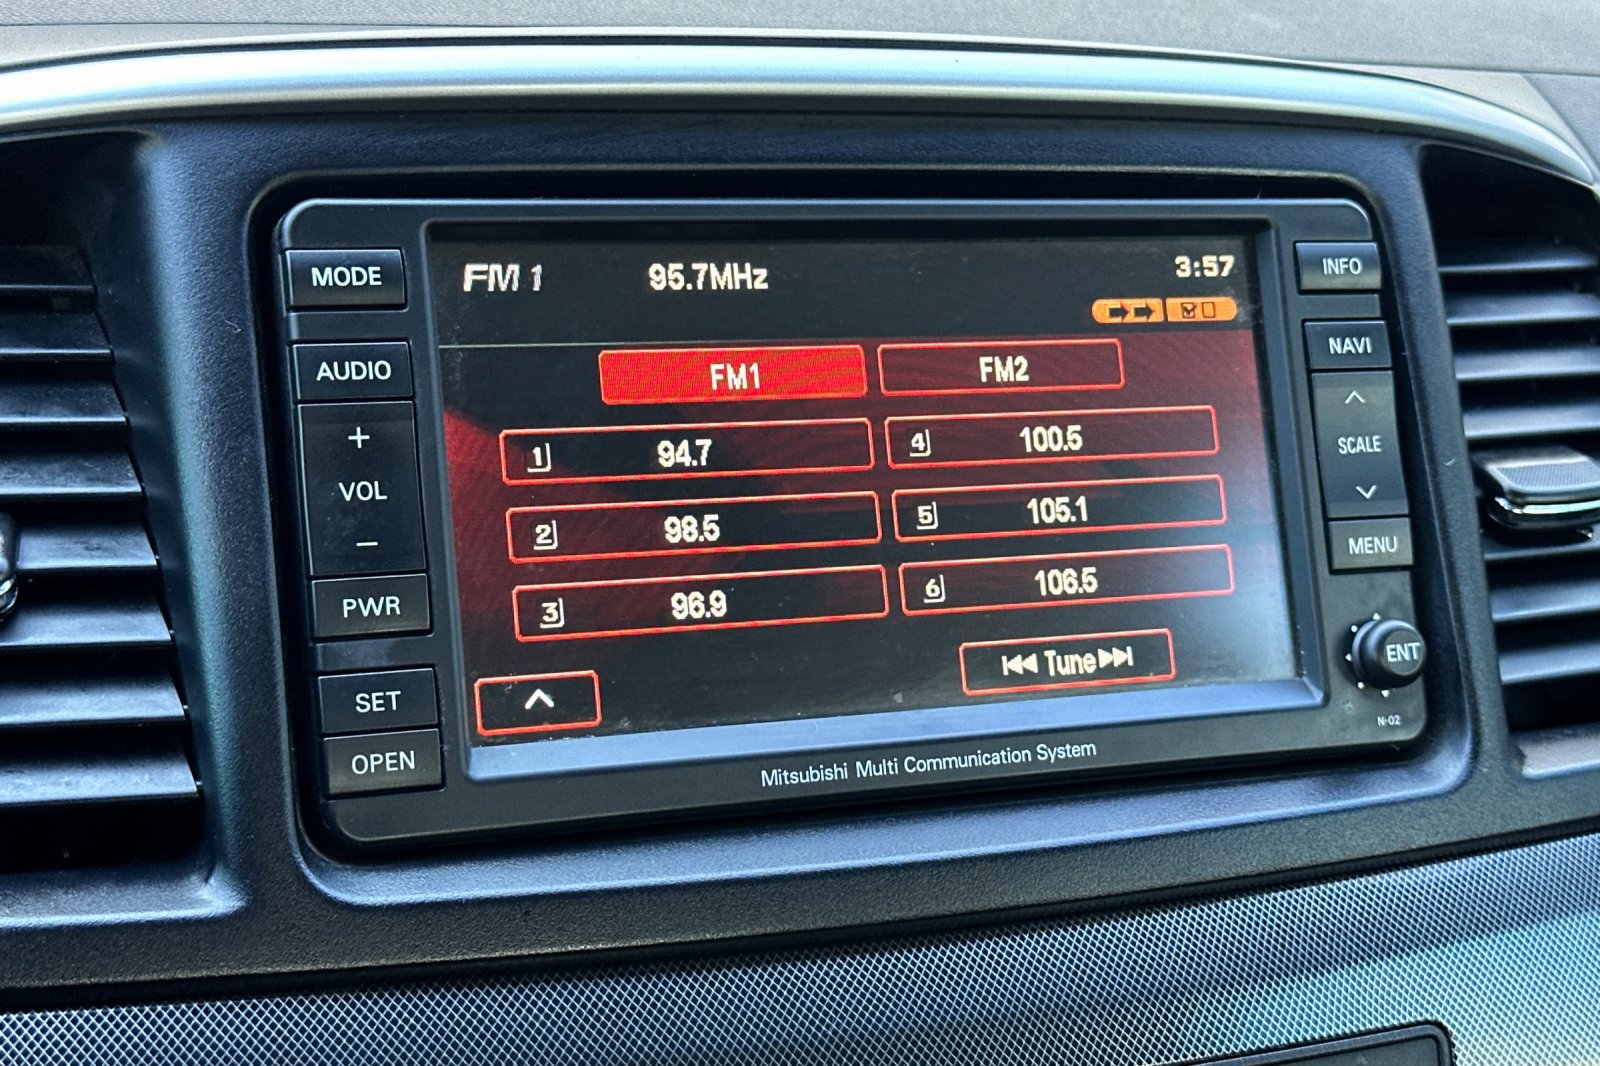 MODE
AUDIO
+
VOL
−
PWR
SET
OPEN
FM 1 95.7MHz 3:57
FM1 FM2
1 94.7 4 100.5
2 98.5 5 105.1
3 96.9 6 106.5
Tune
Mitsubishi Multi Communication System
INFO
NAVI
SCALE
MENU
ENT
N-02